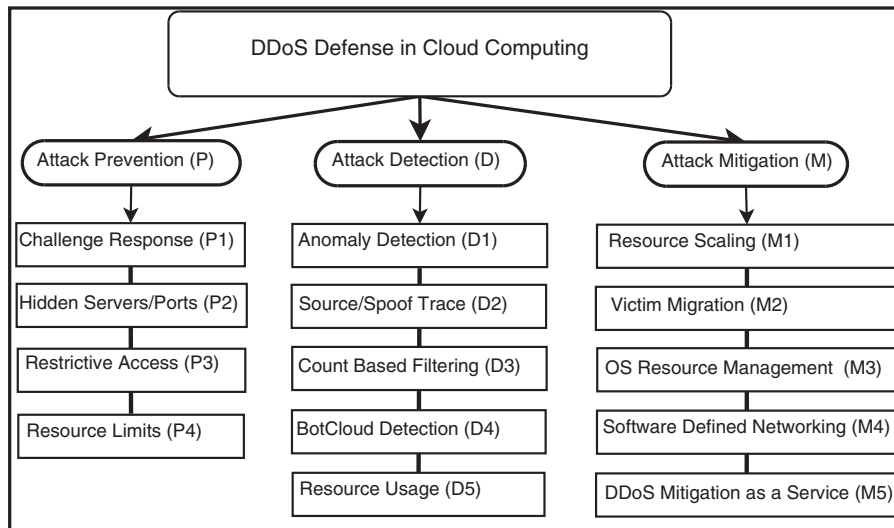 DDoS Defense in Cloud Computing
Attack Prevention (P)
Attack Detection (D)
Attack Mitigation (M)
Challenge Response (P1)
Hidden Servers/Ports (P2)
Restrictive Access (P3)
Resource Limits (P4)
Anomaly Detection (D1)
Source/Spoof Trace (D2)
Count Based Filtering (D3)
BotCloud Detection (D4)
Resource Usage (D5)
Resource Scaling (M1)
Victim Migration (M2)
OS Resource Management (M3)
Software Defined Networking (M4)
DDoS Mitigation as a Service (M5)